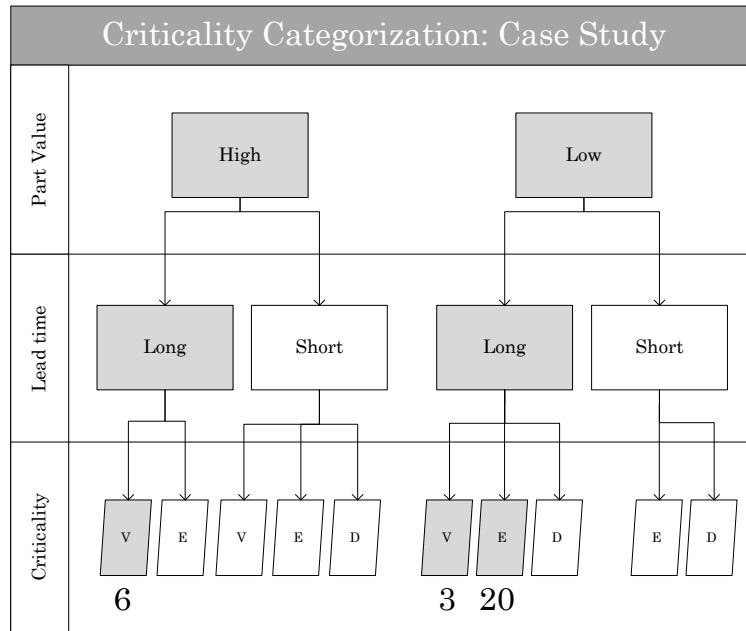 Criticality Categorization: Case Study
Part Value
High
Low
Lead time
Long
Short
Long
Short
Criticality
V
E
V
E
D
V
E
D
E
D
6
3
20